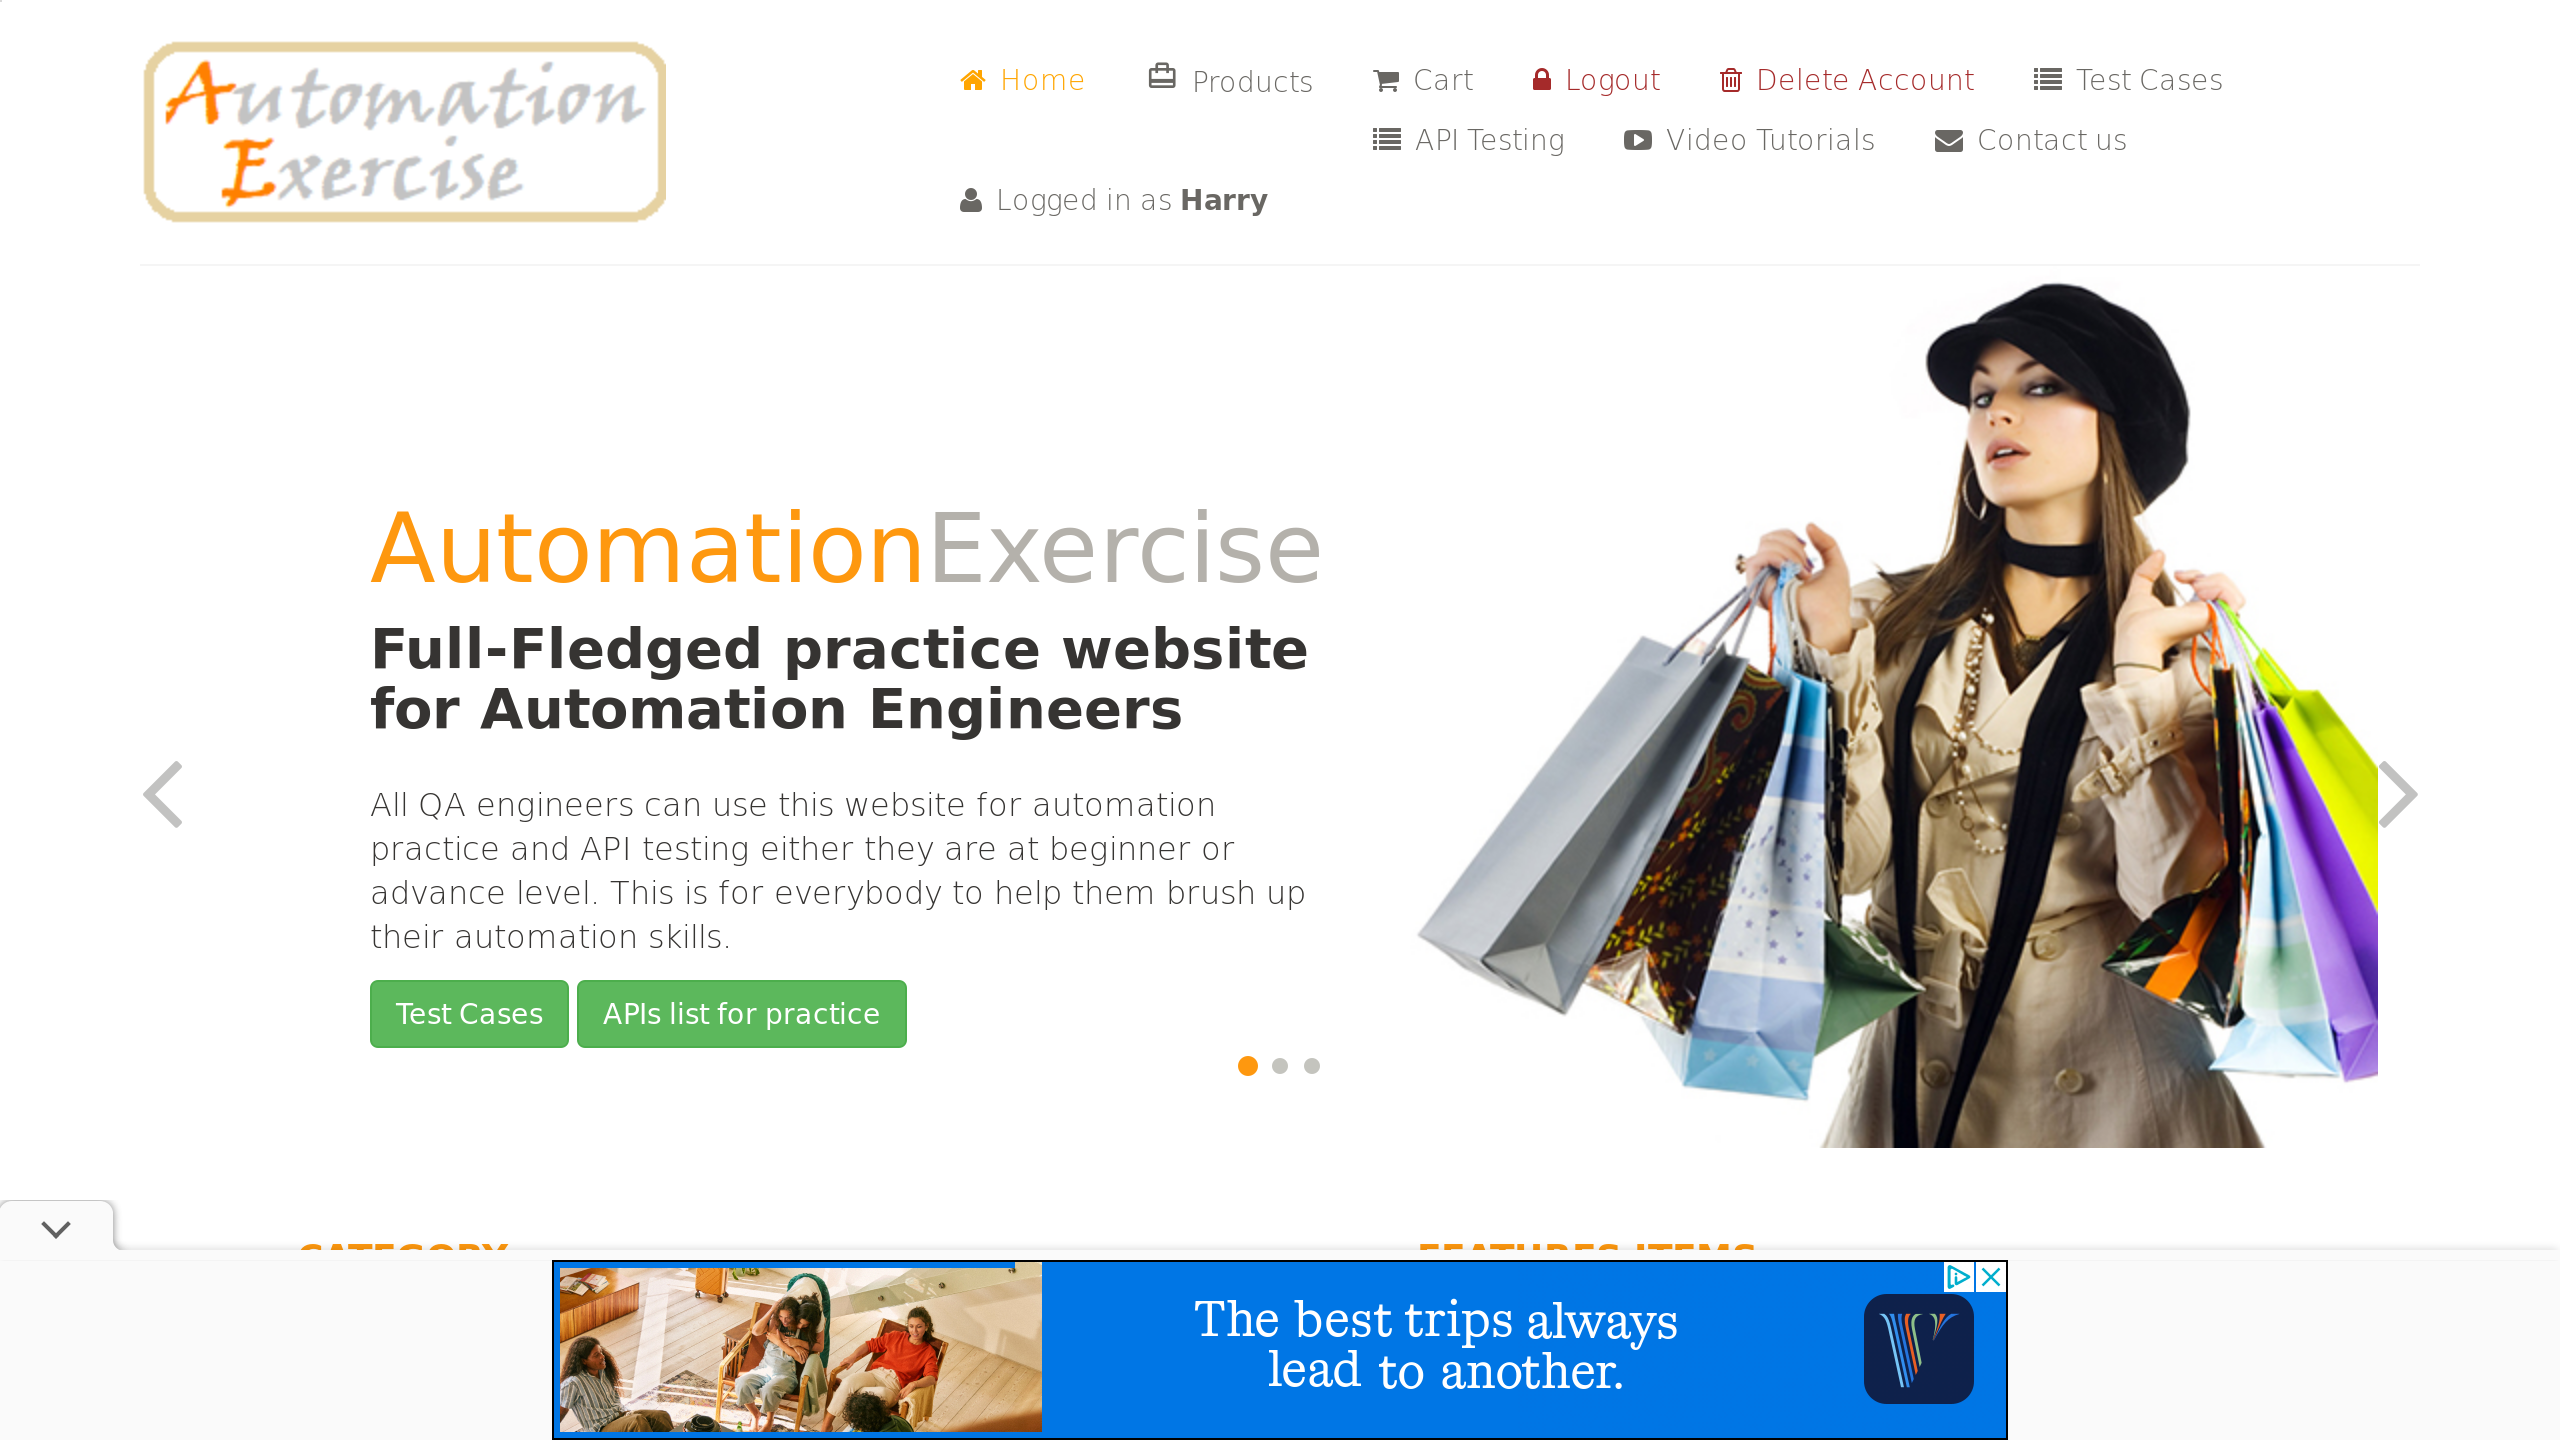 Automation
Exercise
Home Products Cart Logout Delete Account Test Cases
API Testing Video Tutorials Contact us
Logged in as Harry
AutomationExercise
Full-Fledged practice website
for Automation Engineers
All QA engineers can use this website for automation
practice and API testing either they are at beginner or
advance level. This is for everybody to help them brush up
their automation skills.
Test Cases APIs list for practice
CATEGORY FEATURES ITEMS
The best trips always
lead to another.